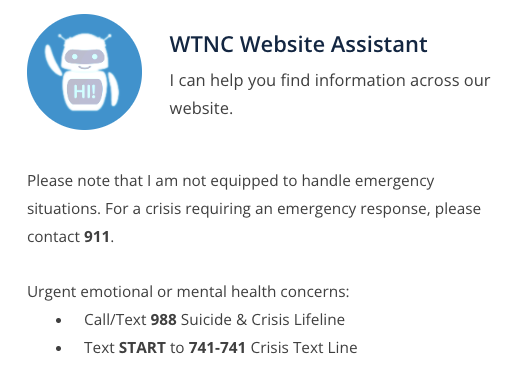 WTNC Website Assistant
I can help you find information across our
website.
HI!
Please note that I am not equipped to handle emergency
situations. For a crisis requiring an emergency response, please
contact 911.
Urgent emotional or mental health concerns:
• Call/Text 988 Suicide & Crisis Lifeline
• Text START to 741-741 Crisis Text Line